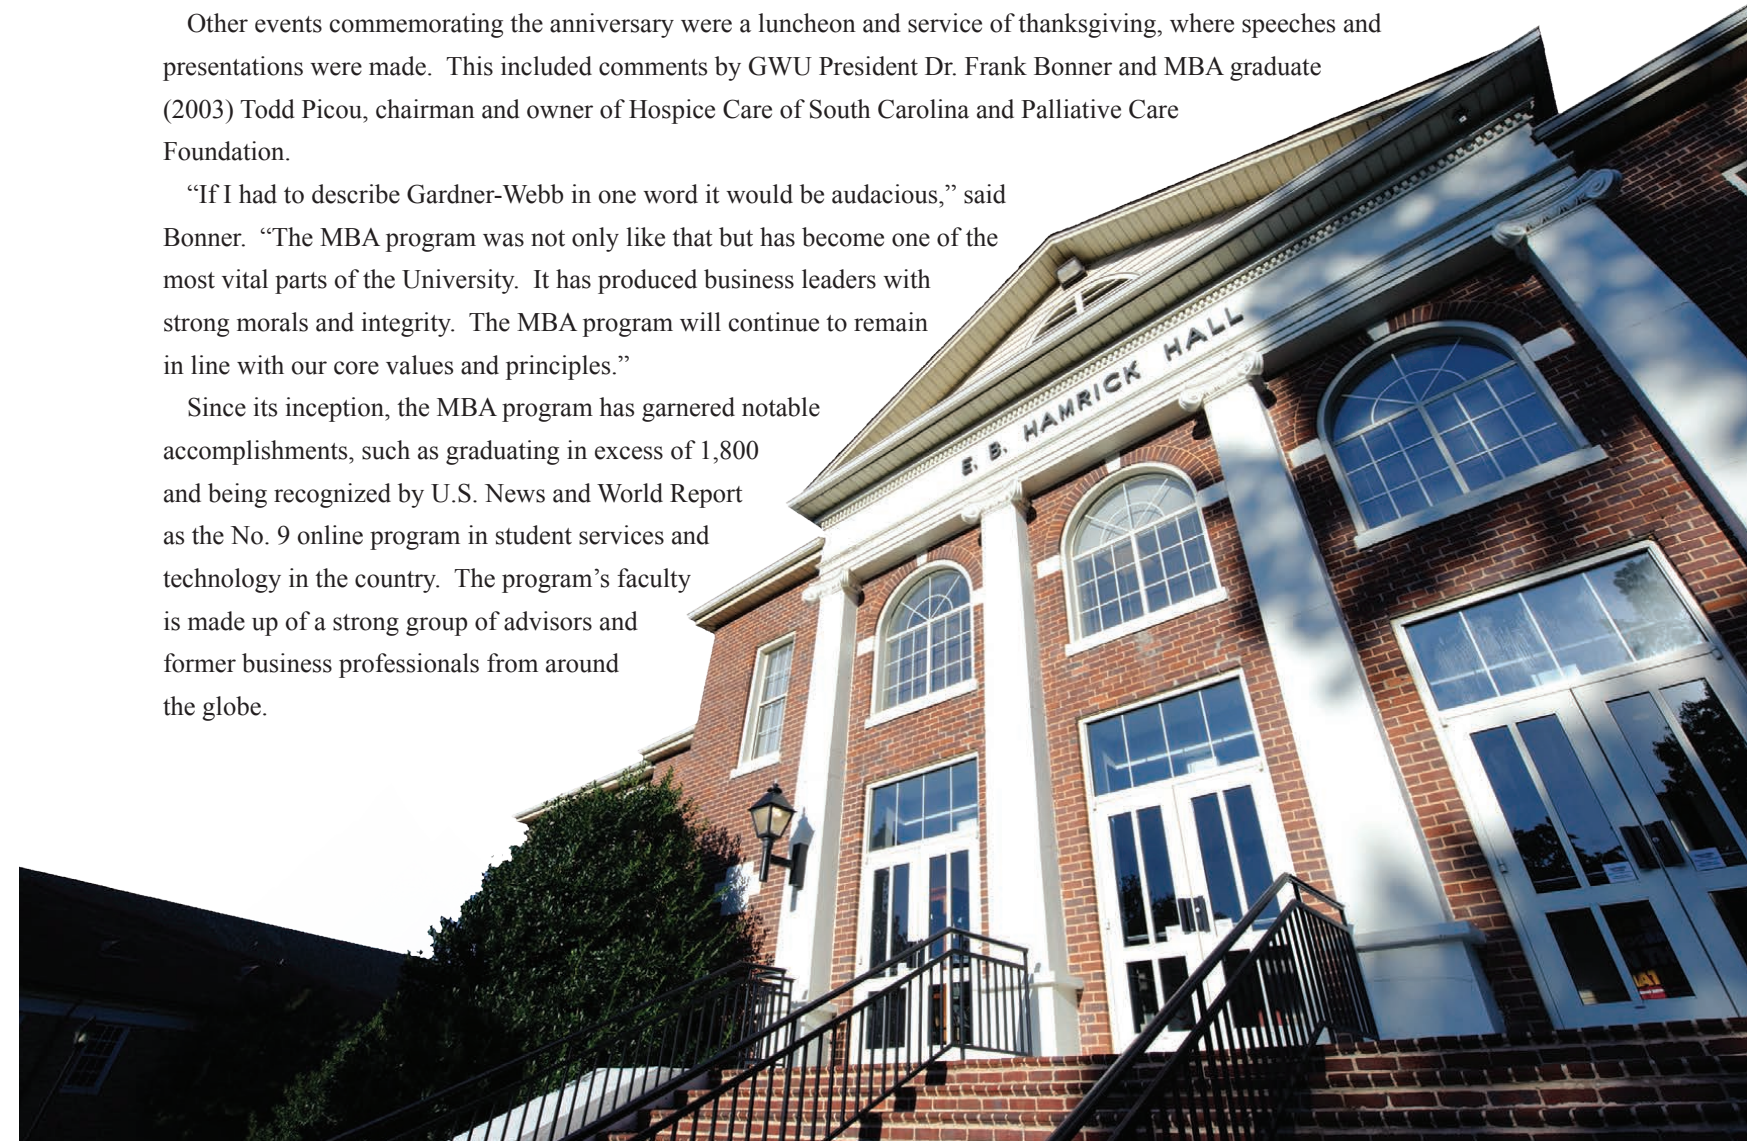 Other events commemorating the anniversary were a luncheon and service of thanksgiving, where speeches and
presentations were made.  This included comments by GWU President Dr. Frank Bonner and MBA graduate
(2003) Todd Picou, chairman and owner of Hospice Care of South Carolina and Palliative Care
Foundation.
“If I had to describe Gardner-Webb in one word it would be audacious,” said
Bonner.  “The MBA program was not only like that but has become one of the
most vital parts of the University.  It has produced business leaders with
strong morals and integrity.  The MBA program will continue to remain
in line with our core values and principles.”
Since its inception, the MBA program has garnered notable
accomplishments, such as graduating in excess of 1,800
and being recognized by U.S. News and World Report
as the No. 9 online program in student services and
technology in the country.  The program’s faculty
is made up of a strong group of advisors and
former business professionals from around
the globe.
E. B. HAMRICK HALL